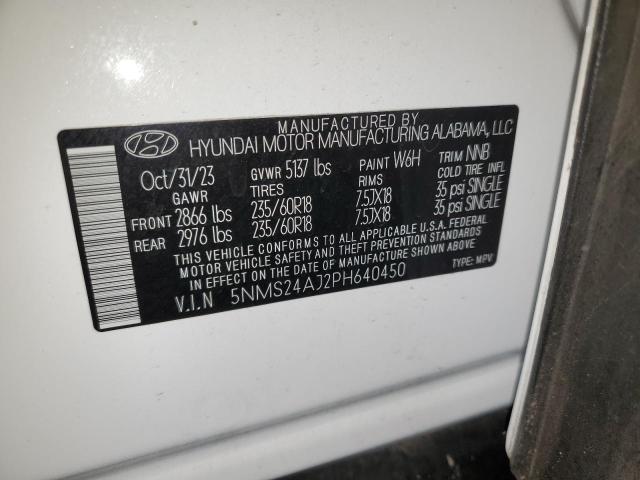 MANUFACTURED BY
HYUNDAI MOTOR MANUFACTURING ALABAMA, LLC
Oct/31/23 GVWR 5137 lbs PAINT W6H TRIM NNB
GAWR TIRES RIMS COLD TIRE INFL
FRONT 2866 lbs 235/60R18 7.5JX18 35 psi SINGLE
REAR 2976 lbs 235/60R18 7.5JX18 35 psi SINGLE
THIS VEHICLE CONFORMS TO ALL APPLICABLE U.S.A. FEDERAL
MOTOR VEHICLE SAFETY AND THEFT PREVENTION STANDARDS
IN EFFECT ON THE DATE OF MANUFACTURE SHOWN ABOVE
V.I.N 5NMS24AJ2PH640450 TYPE: MPV